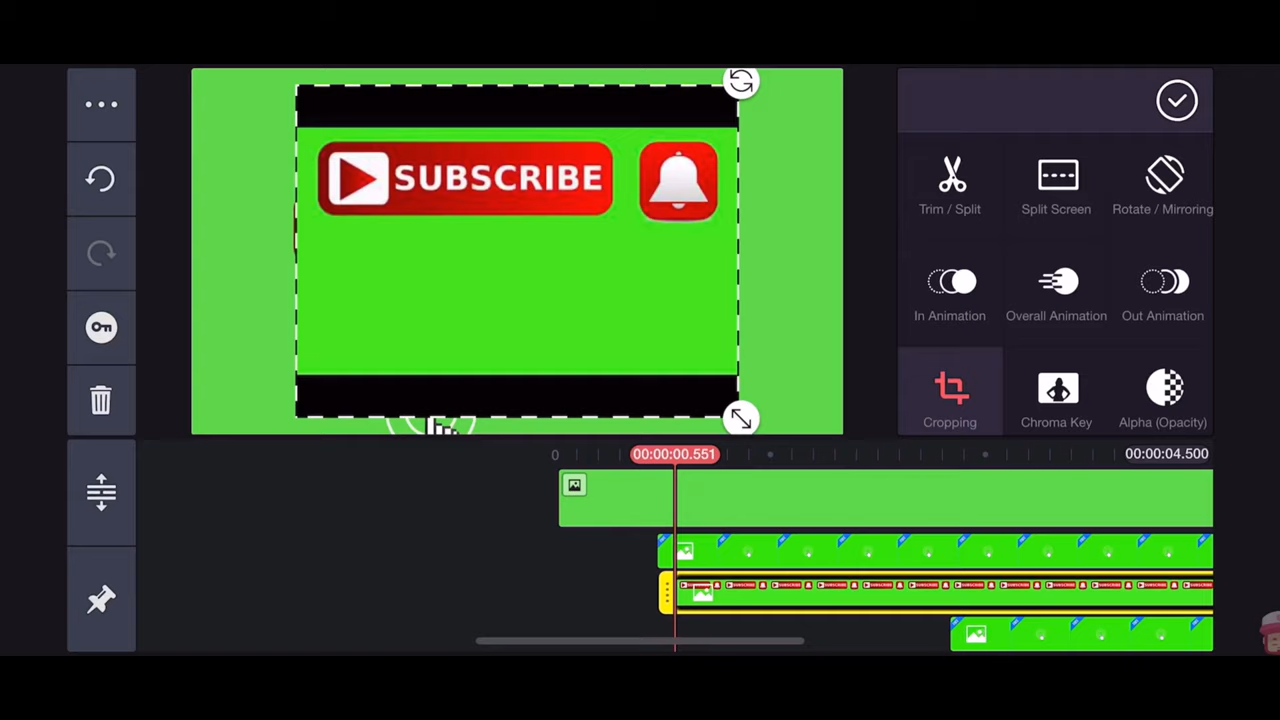 SUBSCRIBE
Trim / Split
Split Screen
Rotate / Mirroring
In Animation
Overall Animation
Out Animation
Cropping
Chroma Key
Alpha (Opacity)
0
00:00:00.551
00:00:04.500